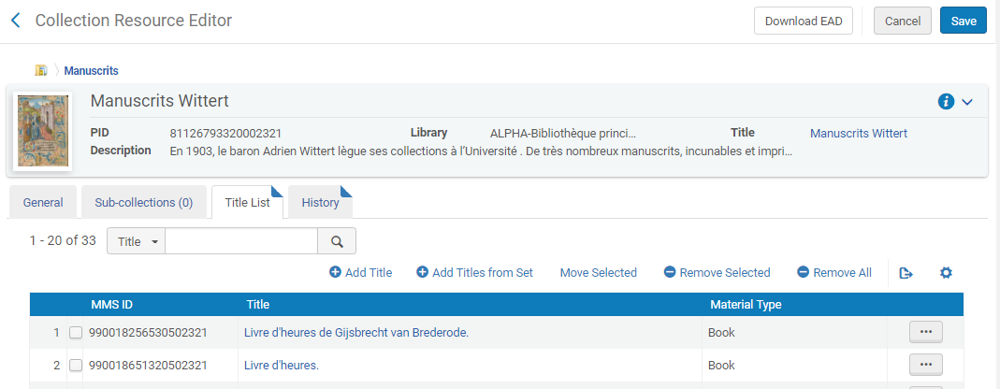 Collection Resource Editor
Download EAD
Cancel
Save
Manuscrits
Manuscrits Wittert
PID 81126793320002321 Library ALPHA-Bibliothèque princi... Title Manuscrits Wittert
Description En 1903, le baron Adrien Wittert lègue ses collections à l'Université . De très nombreux manuscrits, incunables et impri...
General
Sub-collections (0)
Title List
History
1 - 20 of 33 Title
Add Title Add Titles from Set Move Selected Remove Selected Remove All
MMS ID Title Material Type
1 990018256530502321 Livre d'heures de Gijsbrecht van Brederode. Book
2 990018651320502321 Livre d'heures. Book